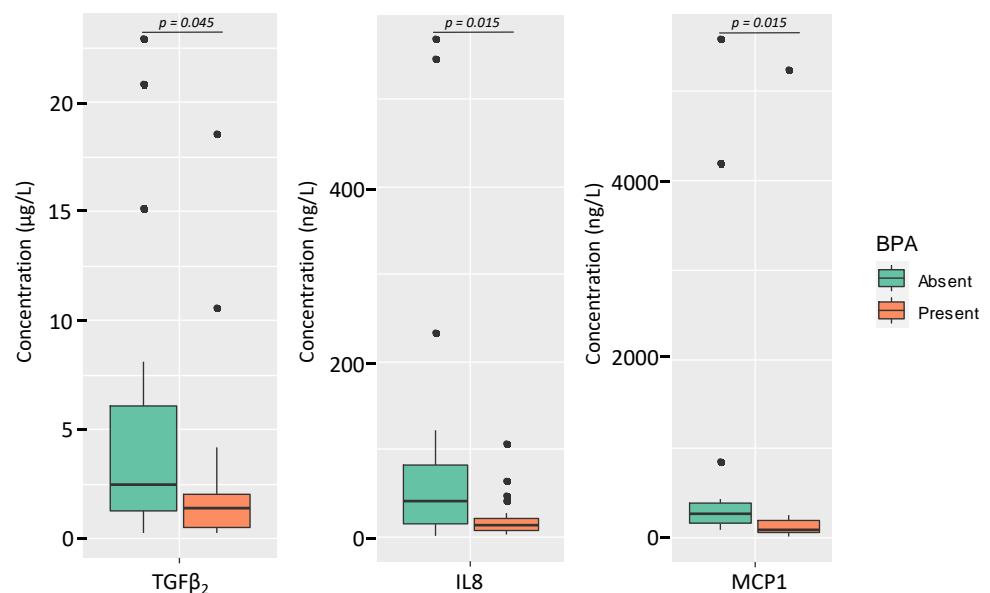 p = 0.045
Concentration (µg/L)
20
15
10
5
0
TGFβ2
p = 0.015
Concentration (ng/L)
400
200
0
IL8
p = 0.015
Concentration (ng/L)
4000
2000
0
MCP1
BPA
Absent
Present